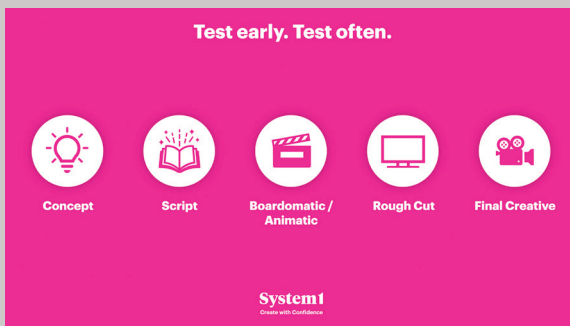 Test early. Test often.
Concept
Script
Boardomatic /
Animatic
Rough Cut
Final Creative
System1
Create with Confidence